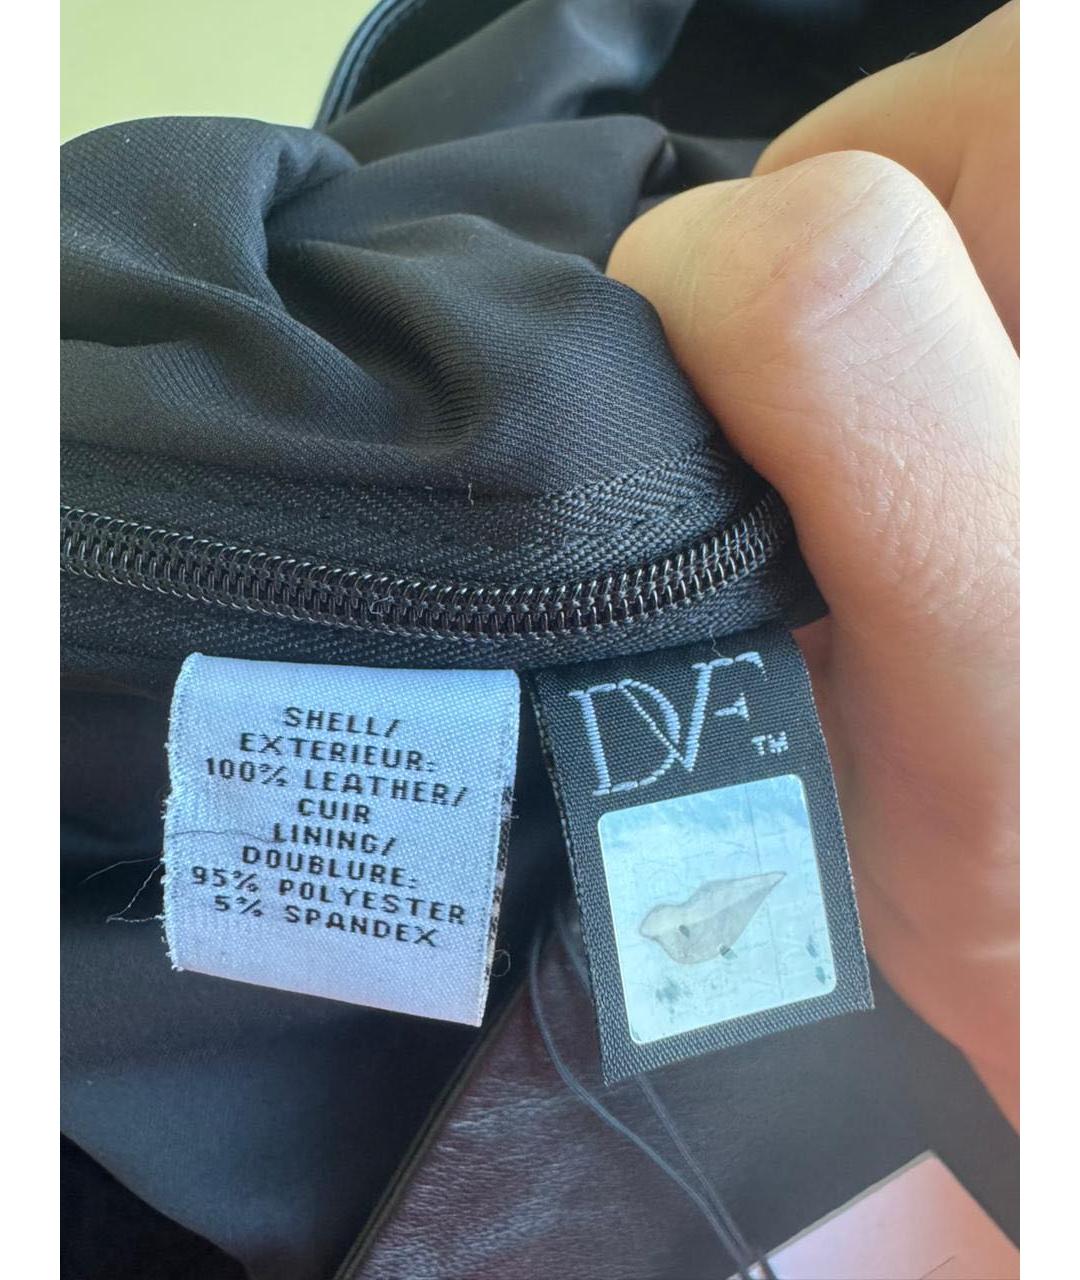 SHELL/
EXTERIEUR:
100% LEATHER/
CUIR
LINING/
DOUBLURE:
95% POLYESTER
5% SPANDEX
DVF
TM